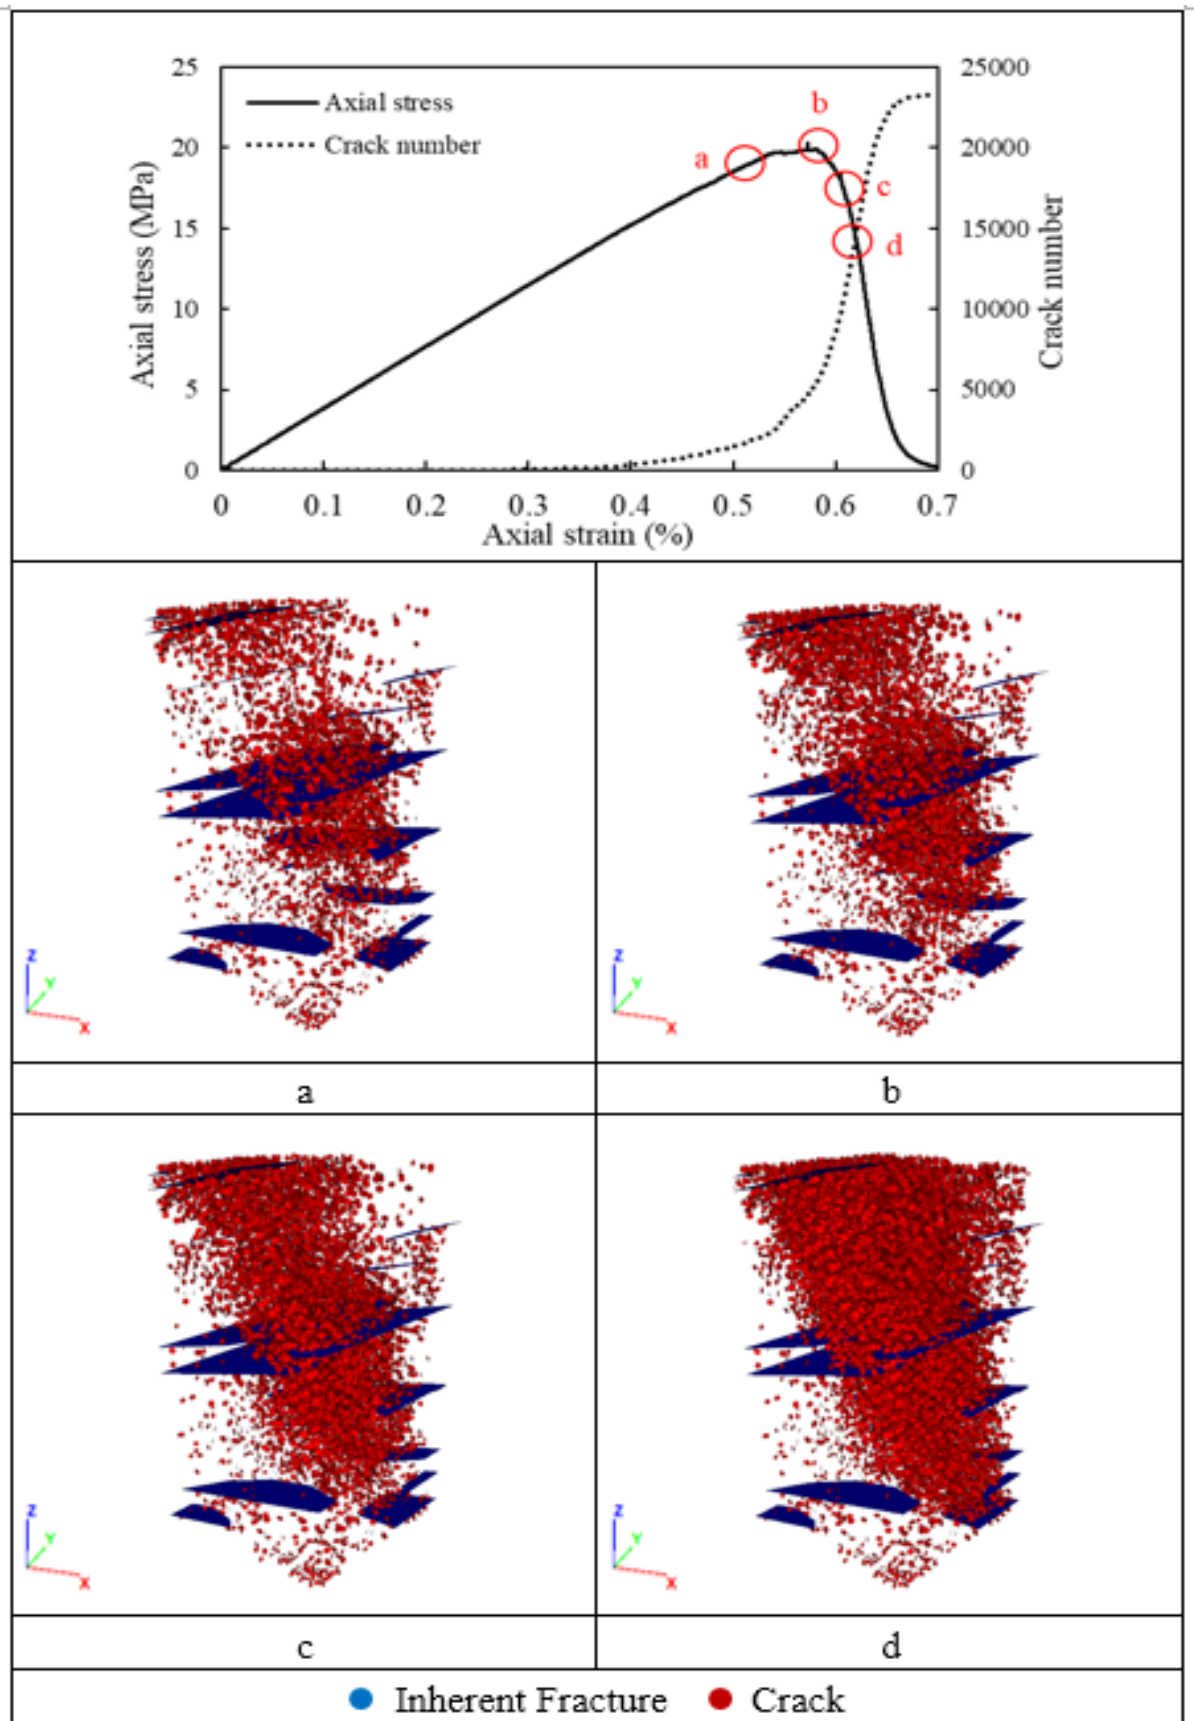 25
25000
Axial stress
Crack number
b
20
20000
a
c
15
15000
d
10
10000
5
5000
0
0
Axial stress (MPa)
Crack number
0 0.1 0.2 0.3 0.4 0.5 0.6 0.7
Axial strain (%)
Z
Y
X
Z
Y
X
a
b
Z
Y
X
Z
Y
X
c
d
Inherent Fracture
Crack